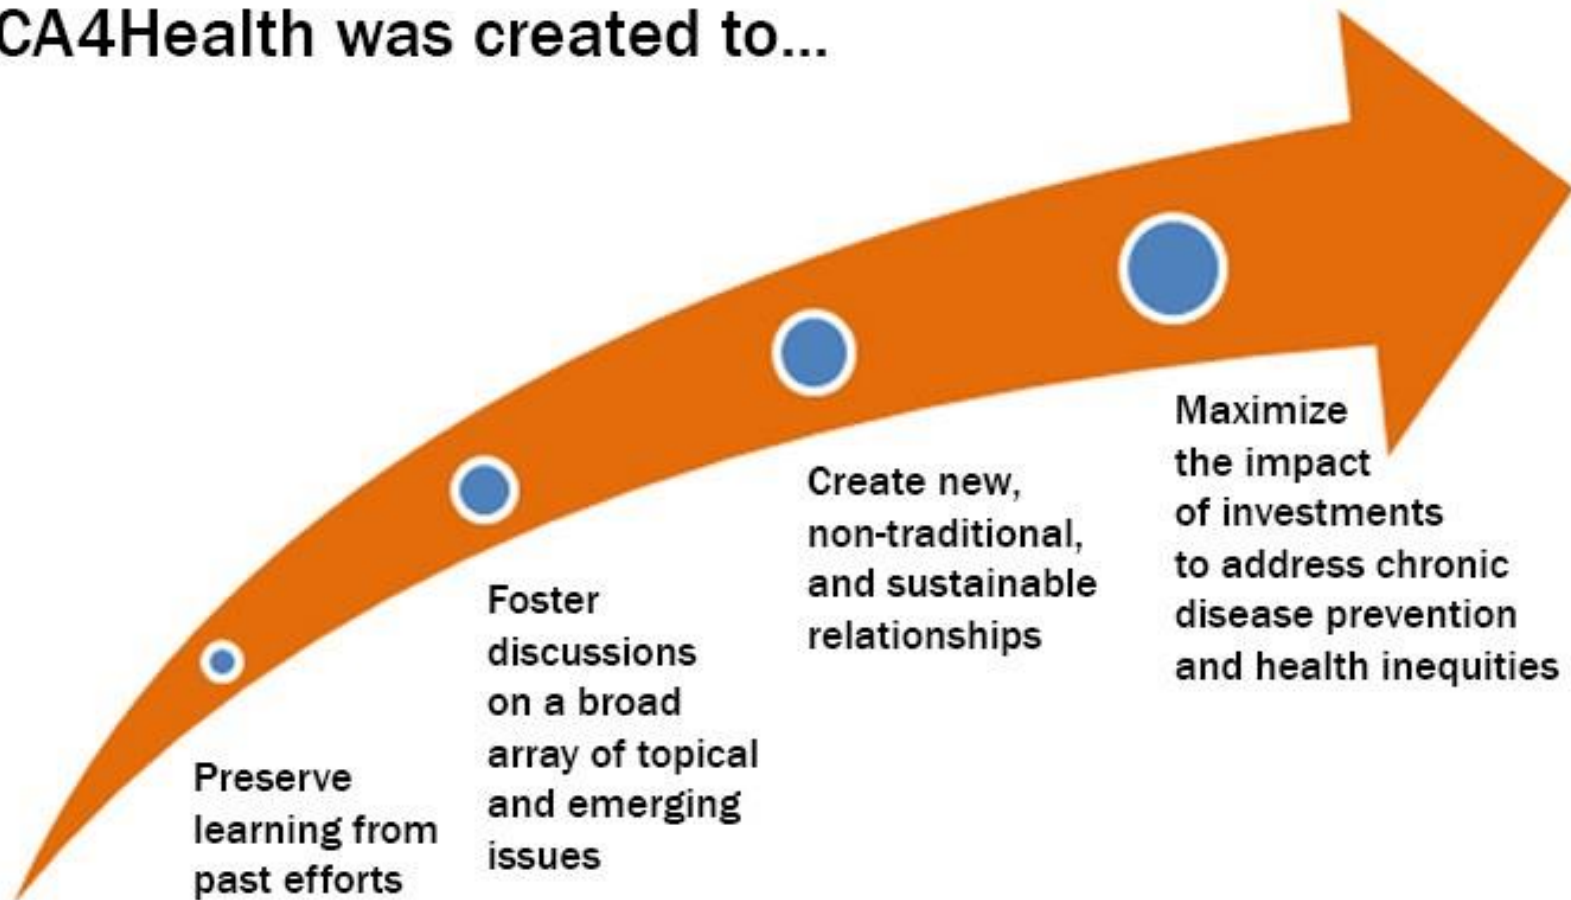 CA4Health was created to...
Preserve
learning from
past efforts
Foster
discussions
on a broad
array of topical
and emerging
issues
Create new,
non-traditional,
and sustainable
relationships
Maximize
the impact
of investments
to address chronic
disease prevention
and health inequities